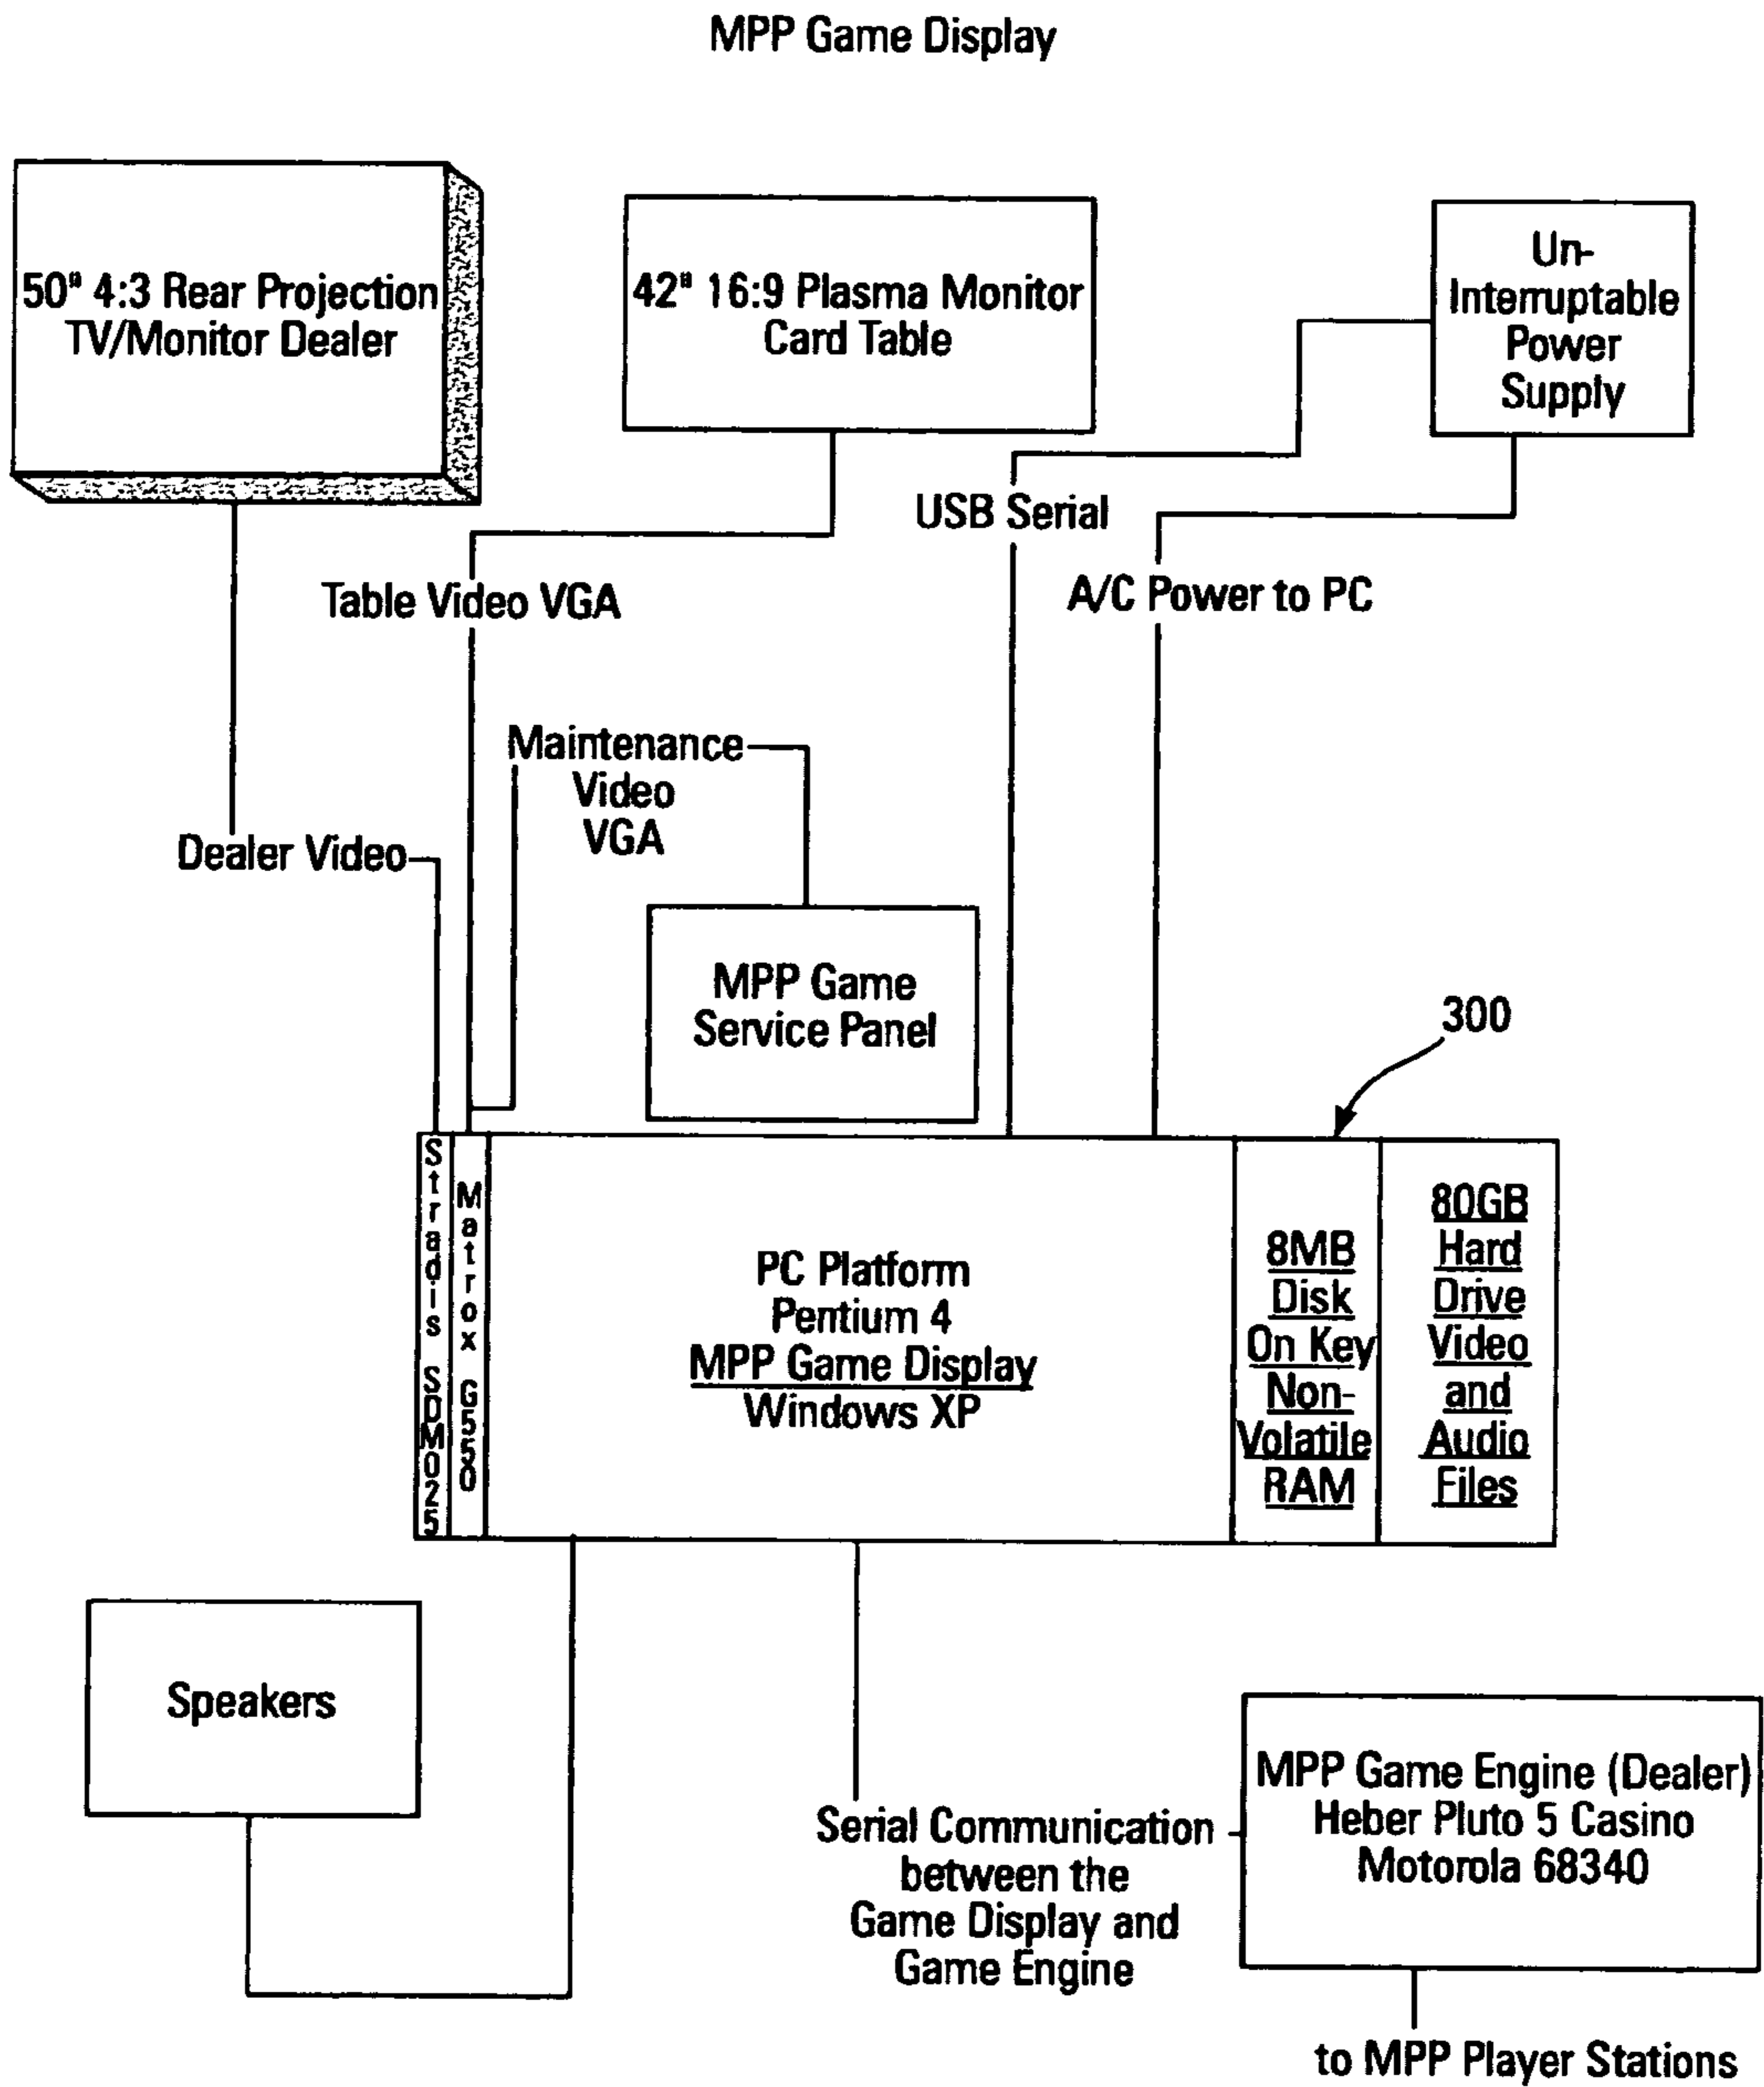 MPP Game Display
50" 4:3 Rear Projection
TV/Monitor Dealer
42" 16:9 Plasma Monitor
Card Table
Un-
Interruptable
Power
Supply
USB Serial
Table Video VGA
A/C Power to PC
Maintenance
Video
VGA
Dealer Video
MPP Game
Service Panel
300
Stradis SDM025
Matrox G550
PC Platform
Pentium 4
MPP Game Display
Windows XP
8MB
Disk
On Key
Non-
Volatile
RAM
80GB
Hard
Drive
Video
and
Audio
Files
Speakers
Serial Communication
between the
Game Display and
Game Engine
MPP Game Engine (Dealer)
Heber Pluto 5 Casino
Motorola 68340
to MPP Player Stations